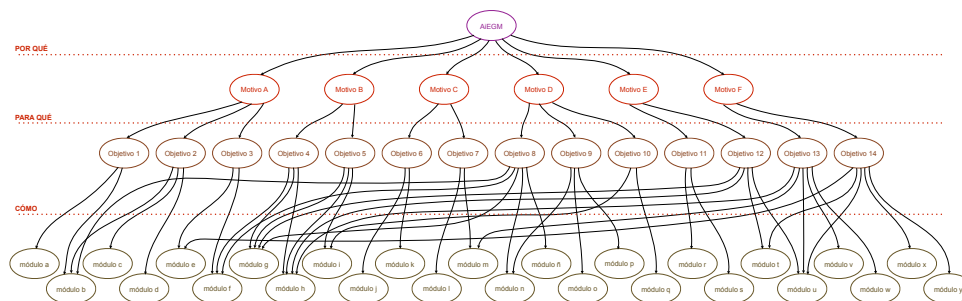 AiEGM
POR QUÉ
Motivo A
Motivo B
Motivo C
Motivo D
Motivo E
Motivo F
PARA QUÉ
Objetivo 1
Objetivo 2
Objetivo 3
Objetivo 4
Objetivo 5
Objetivo 6
Objetivo 7
Objetivo 8
Objetivo 9
Objetivo 10
Objetivo 11
Objetivo 12
Objetivo 13
Objetivo 14
CÓMO
módulo a
módulo c
módulo e
módulo g
módulo i
módulo k
módulo m
módulo ñ
módulo p
módulo r
módulo t
módulo v
módulo x
módulo b
módulo d
módulo f
módulo h
módulo j
módulo l
módulo n
módulo o
módulo q
módulo s
módulo u
módulo w
módulo y